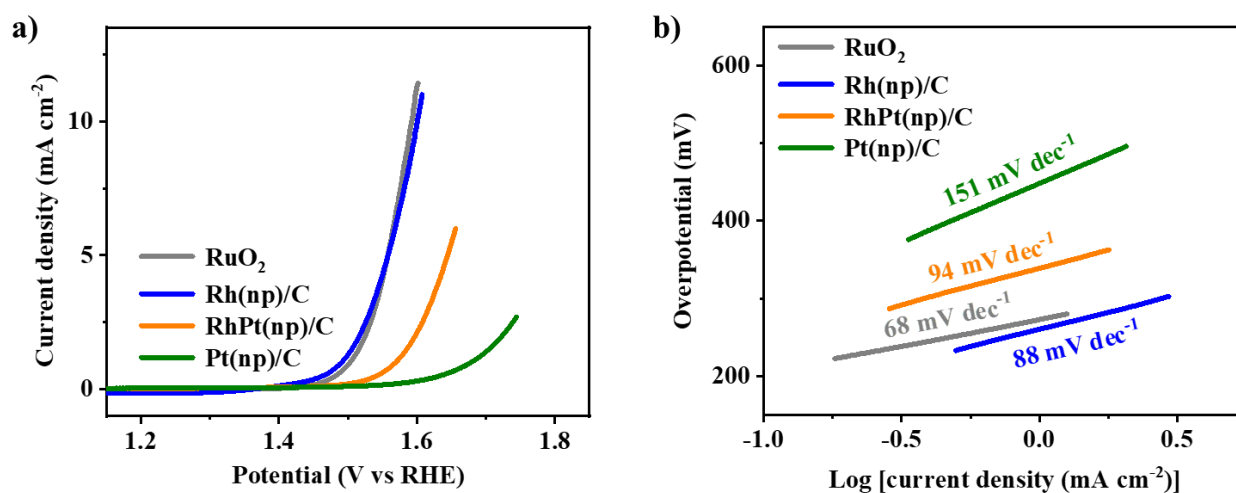 a)
Current density (mA cm⁻²)
10
5
0
RuO₂
Rh(np)/C
RhPt(np)/C
Pt(np)/C
1.2 1.4 1.6 1.8
Potential (V vs RHE)
b)
Overpotential (mV)
600
400
200
RuO₂
Rh(np)/C
RhPt(np)/C
Pt(np)/C
151 mV dec⁻¹
94 mV dec⁻¹
68 mV dec⁻¹
88 mV dec⁻¹
-1.0 -0.5 0.0 0.5
Log [current density (mA cm⁻²)]